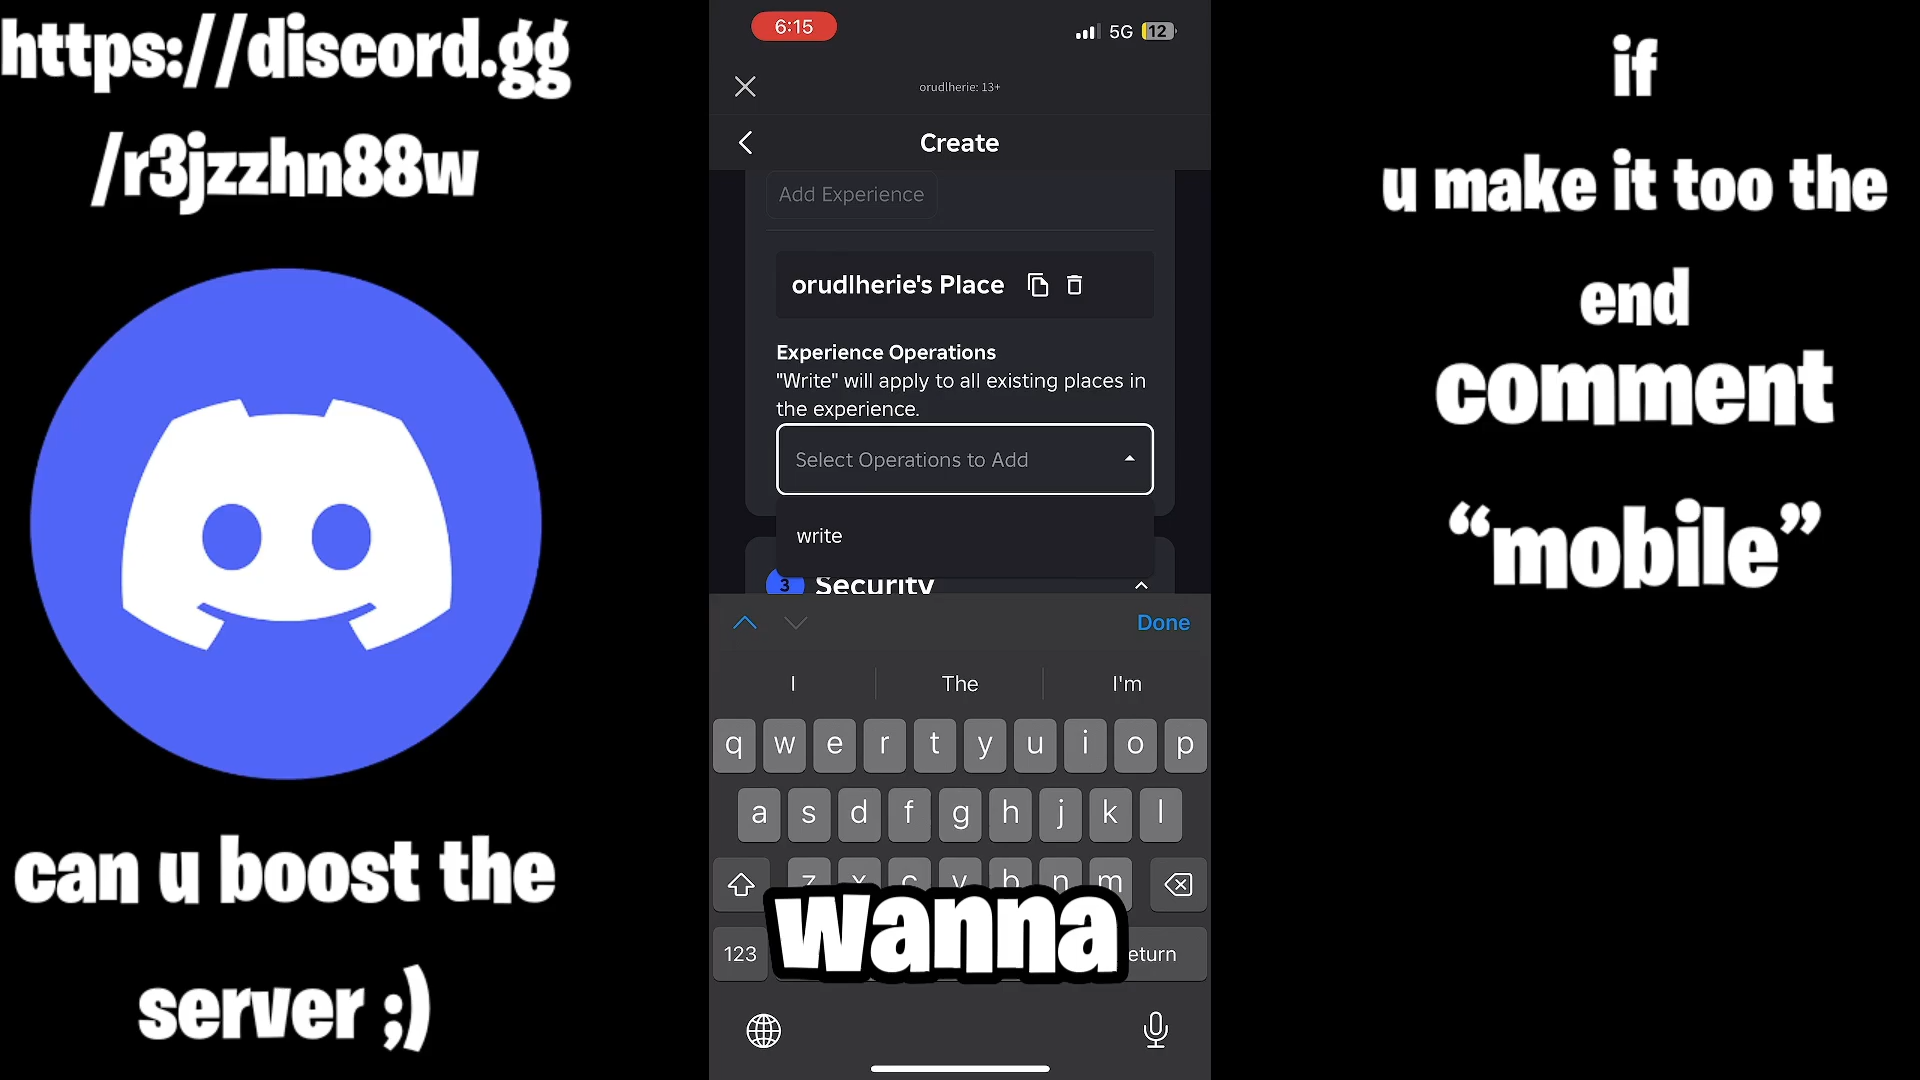 https://discord.gg
/r3jzzhn88w
can u boost the
server ;)
6:15
5G
12
orudlherie: 13+
Create
Add Experience
orudlherie's Place
Experience Operations
"Write" will apply to all existing places in
the experience.
Select Operations to Add
write
3 Security
Done
I The I'm
q w e r t y u i o p
a s d f g h j k l
z x c v b n m
123
wanna
if
u make it too the
end
comment
“mobile”